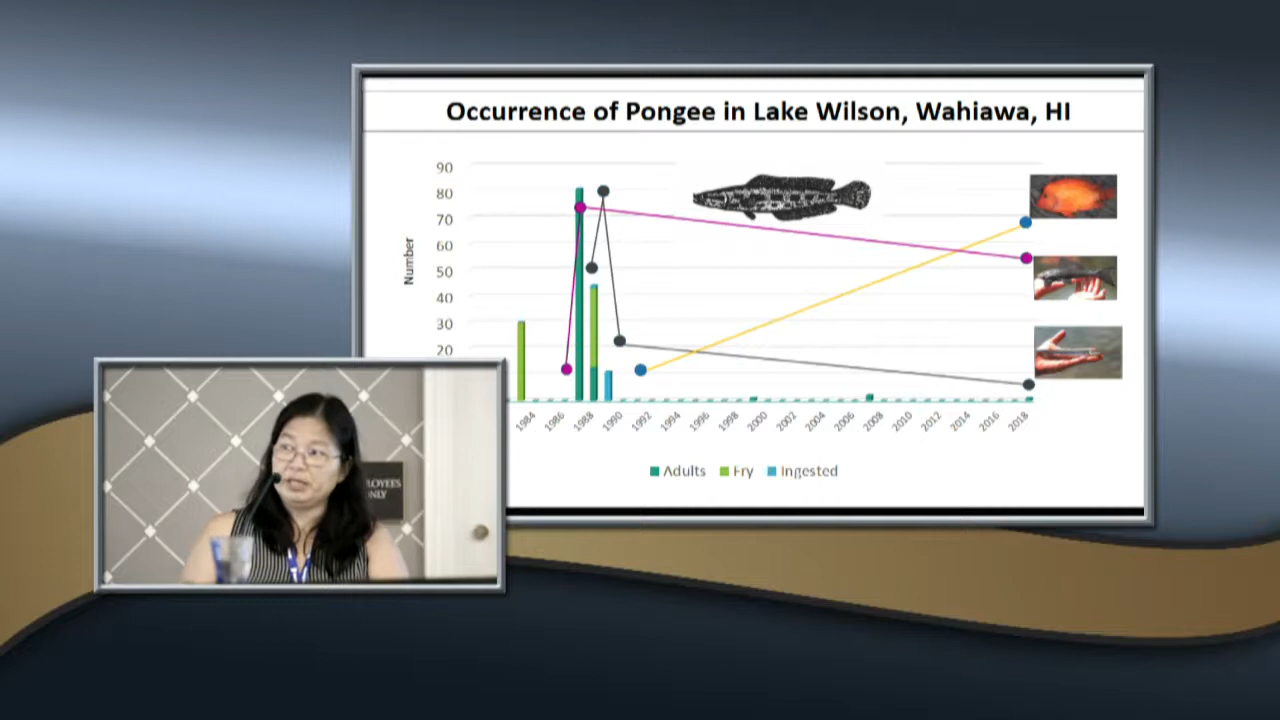 Occurrence of Pongee in Lake Wilson, Wahiawa, HI
90
80
70
60
50
40
30
20
Number
1984 1986 1988 1990 1992 1994 1996 1998 2000 2002 2004 2006 2008 2010 2012 2014 2016 2018
Adults Fry Ingested
LOYEES
ONLY